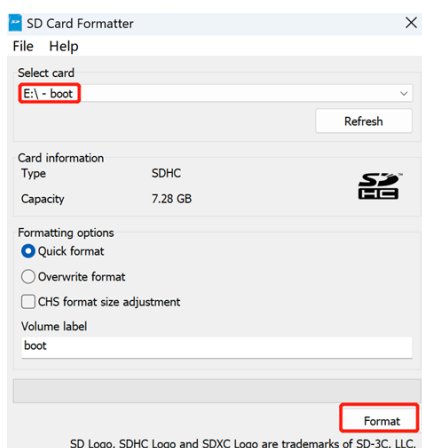 SD Card Formatter
File Help
Select card
E:\ - boot
Refresh
Card information
Type SDHC
Capacity 7.28 GB
SD
HC
Formatting options
Quick format
Overwrite format
CHS format size adjustment
Volume label
boot
Format
SD Logo, SDHC Logo and SDXC Logo are trademarks of SD-3C, LLC.